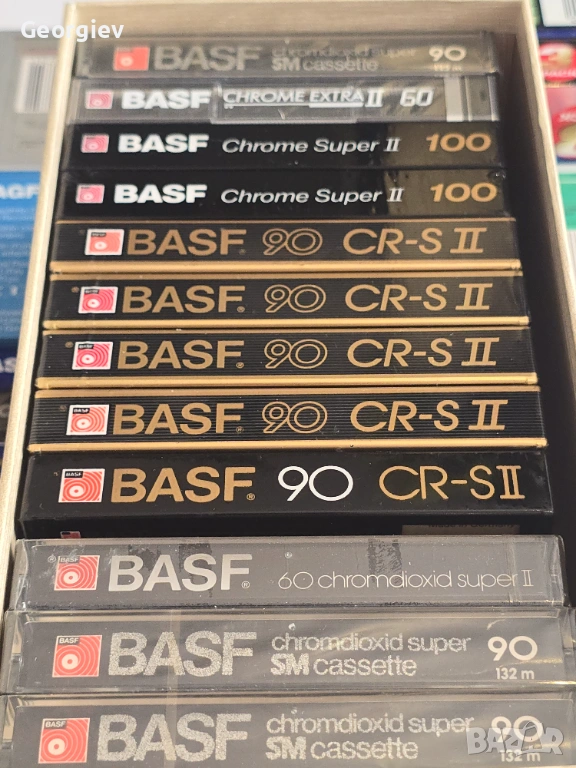 Georgiev
BASF chromdioxid super 90
SM cassette 132 m
BASF CHROME EXTRA II 60
BASF Chrome Super II 100
BASF Chrome Super II 100
BASF 90 CR-S II
BASF 90 CR-S II
BASF 90 CR-S II
BASF 90 CR-S II
BASF 90 CR-S II
BASF 60 chromdioxid super II
BASF chromdioxid super 90
SM cassette 132 m
BASF chromdioxid super 90
SM cassette 132 m
BAZAR